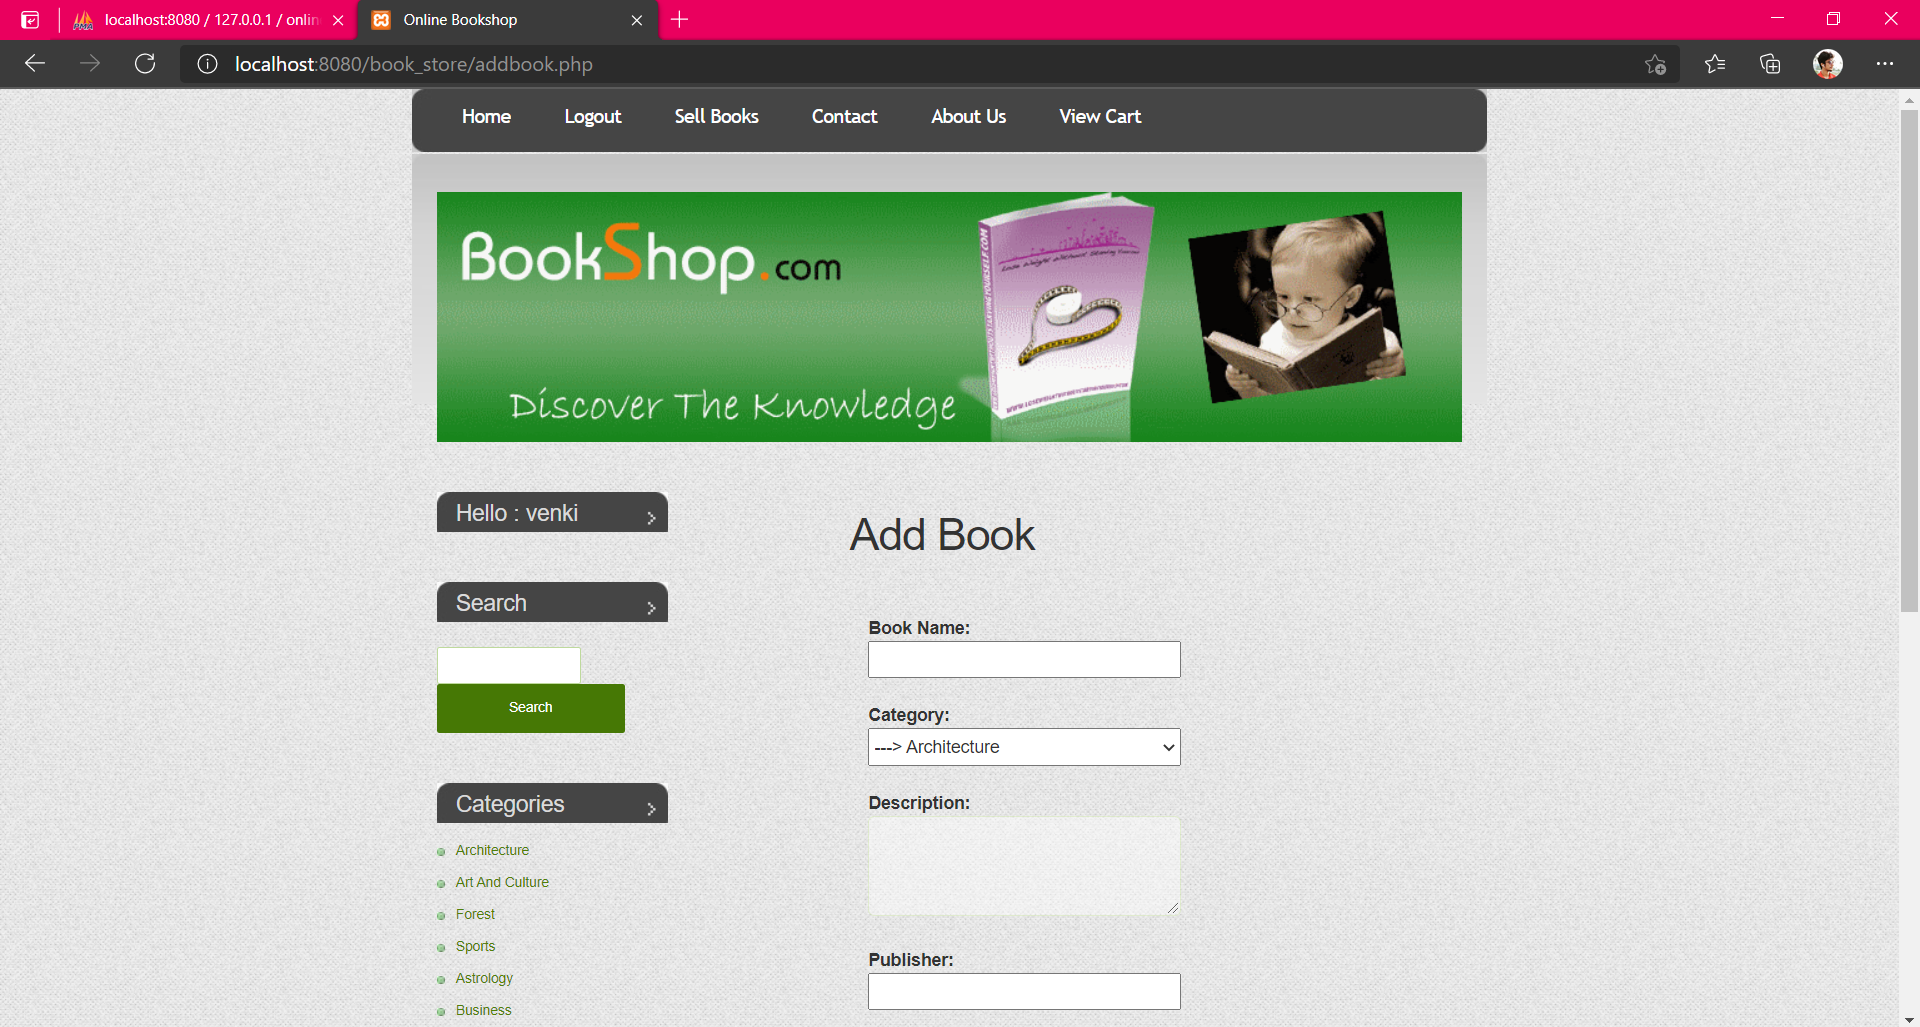 localhost:8080 / 127.0.0.1 / onlin
Online Bookshop
localhost:8080/book_store/addbook.php
Home
Logout
Sell Books
Contact
About Us
View Cart
BookShop.com
Discover The Knowledge
Hello : venki
Search
Search
Categories
Architecture
Art And Culture
Forest
Sports
Astrology
Business
Add Book
Book Name:
Category:
---> Architecture
Description:
Publisher: